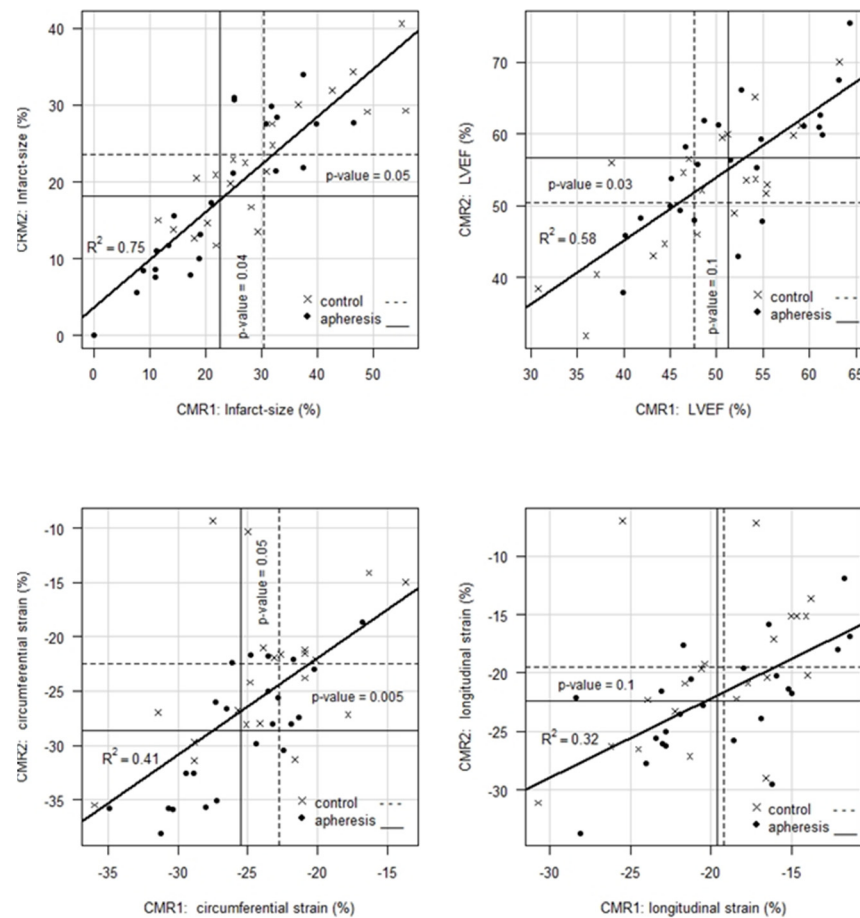 40
30
20
10
0
CRM2: Infarct-size (%)
p-value = 0.05
R² = 0.75
p-value = 0.04
× control
• apheresis
0 10 20 30 40 50
CMR1: Infarct-size (%)
70
60
50
40
CMR2: LVEF (%)
p-value = 0.03
R² = 0.58
p-value = 0.1
× control
• apheresis
30 35 40 45 50 55 60 65
CMR1: LVEF (%)
-10
-15
-20
-25
-30
-35
CMR2: circumferential strain (%)
p-value = 0.05
p-value = 0.005
R² = 0.41
× control
• apheresis
-35 -30 -25 -20 -15
CMR1: circumferential strain (%)
-10
-15
-20
-25
-30
CMR2: longitudinal strain (%)
p-value = 0.1
R² = 0.32
× control
• apheresis
-30 -25 -20 -15
CMR1: longitudinal strain (%)